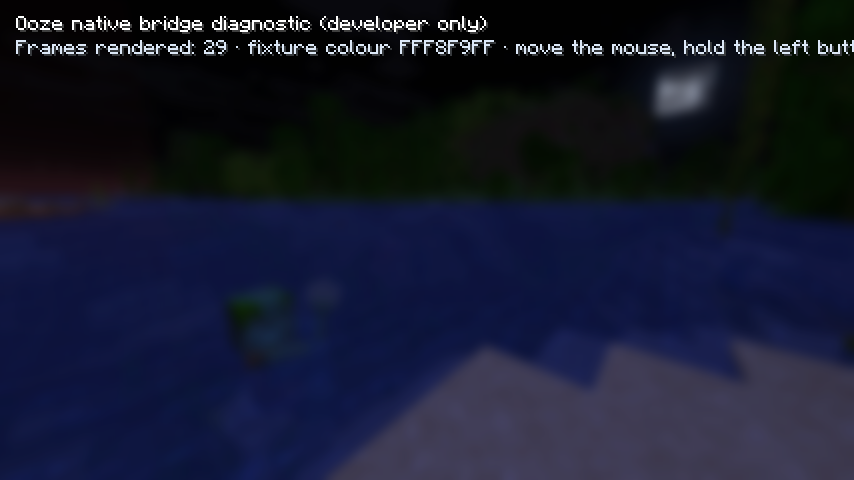 Ooze native bridge diagnostic (developer only)
Frames rendered: 29 · fixture colour FFF8F9FF · move the mouse, hold the left